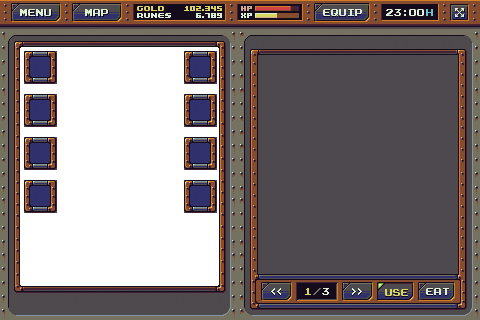 MENU
MAP
GOLD 102.345
RUNES 6.789
HP
XP
EQUIP
23:00H
<< 1/3 >> USE EAT